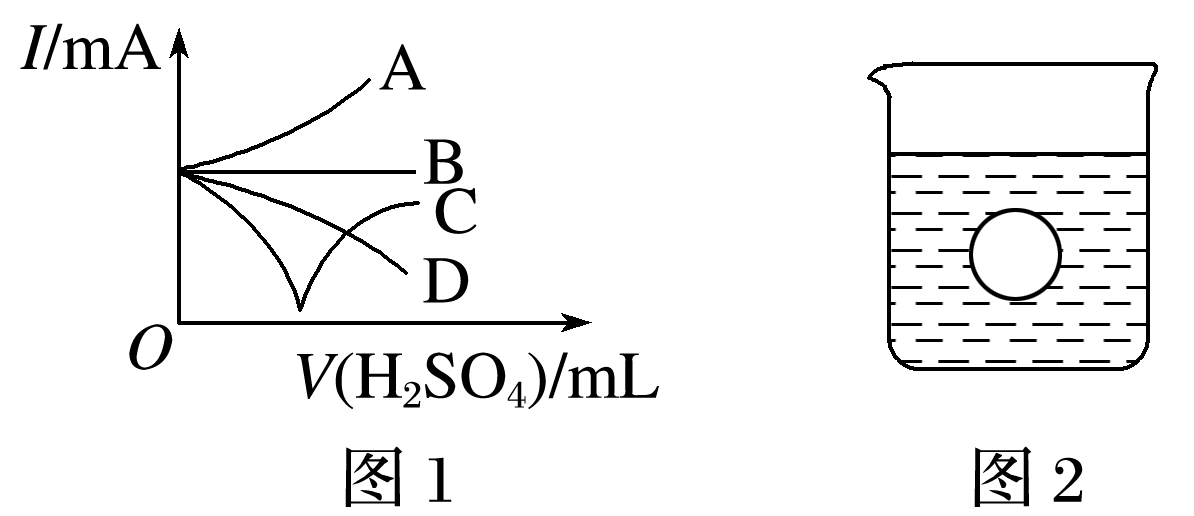 I/mA
A
B
C
D
O
V(H₂SO₄)/mL
图 1
图 2